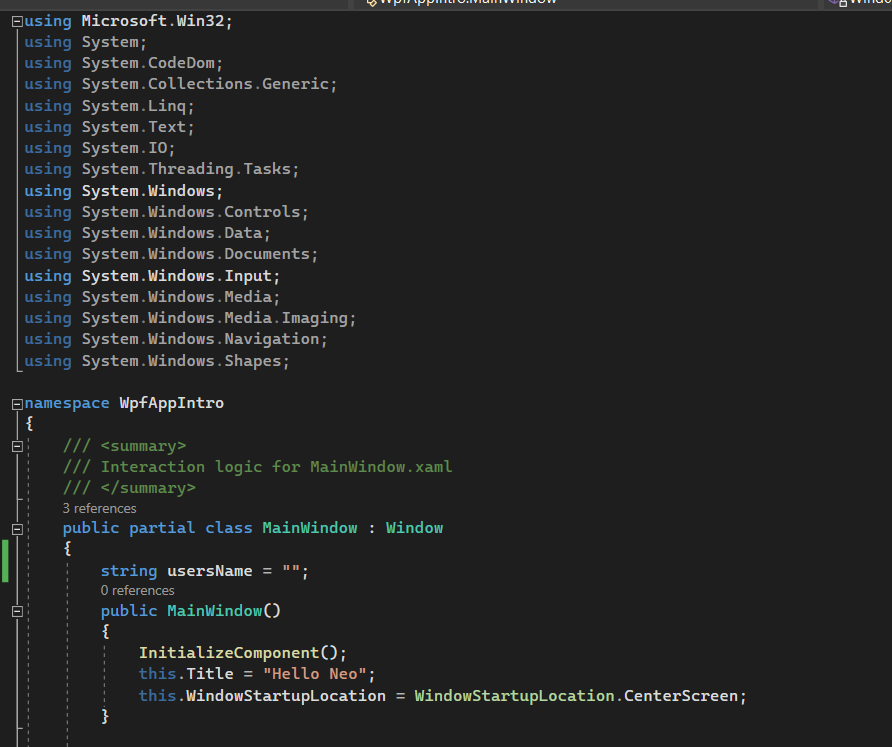 WpfAppIntro.MainWindow
using Microsoft.Win32;
using System;
using System.CodeDom;
using System.Collections.Generic;
using System.Linq;
using System.Text;
using System.IO;
using System.Threading.Tasks;
using System.Windows;
using System.Windows.Controls;
using System.Windows.Data;
using System.Windows.Documents;
using System.Windows.Input;
using System.Windows.Media;
using System.Windows.Media.Imaging;
using System.Windows.Navigation;
using System.Windows.Shapes;
namespace WpfAppIntro
{
/// <summary>
/// Interaction logic for MainWindow.xaml
/// </summary>
3 references
public partial class MainWindow : Window
{
string usersName = "";
0 references
public MainWindow()
{
InitializeComponent();
this.Title = "Hello Neo";
this.WindowStartupLocation = WindowStartupLocation.CenterScreen;
}